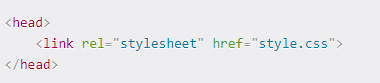 <head>
    <link rel="stylesheet" href="style.css">
</head>